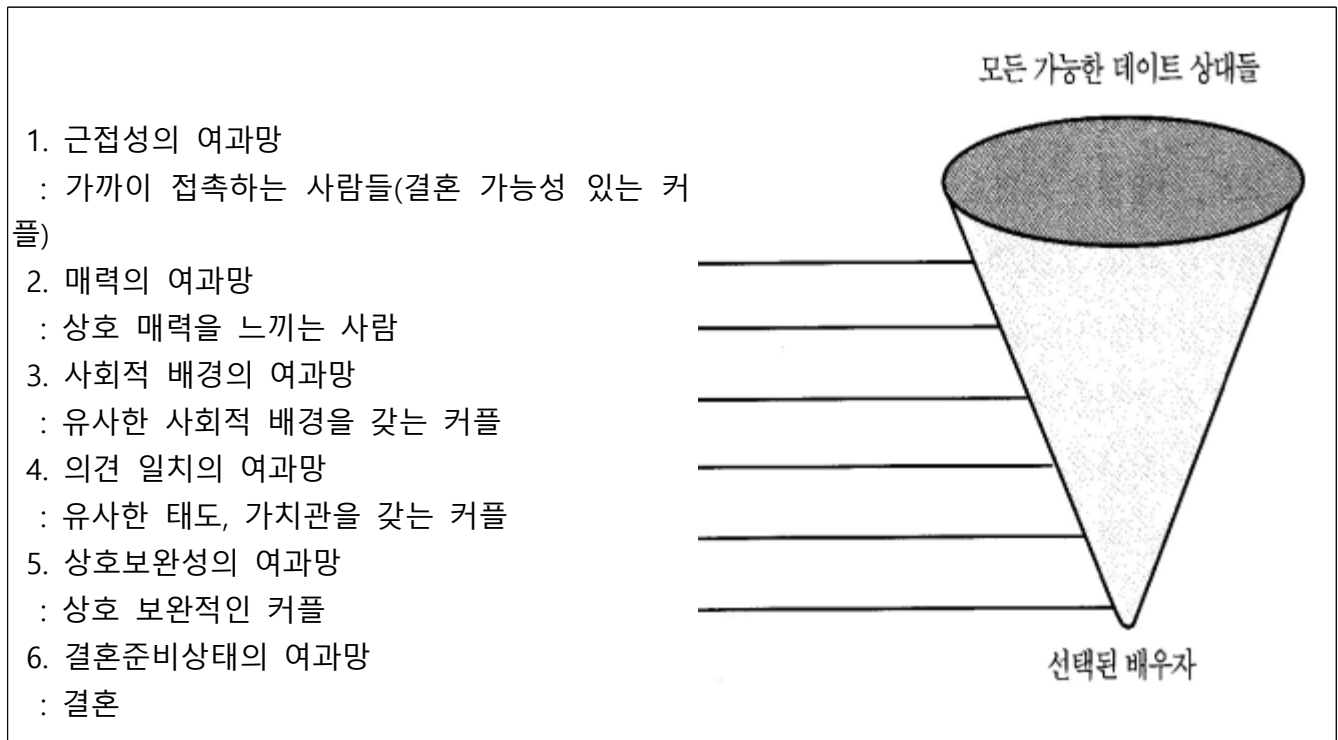 모든 가능한 데이트 상대들
1. 근접성의 여과망
: 가까이 접촉하는 사람들(결혼 가능성 있는 커
플)
2. 매력의 여과망
: 상호 매력을 느끼는 사람
3. 사회적 배경의 여과망
: 유사한 사회적 배경을 갖는 커플
4. 의견 일치의 여과망
: 유사한 태도, 가치관을 갖는 커플
5. 상호보완성의 여과망
: 상호 보완적인 커플
6. 결혼준비상태의 여과망
: 결혼
선택된 배우자